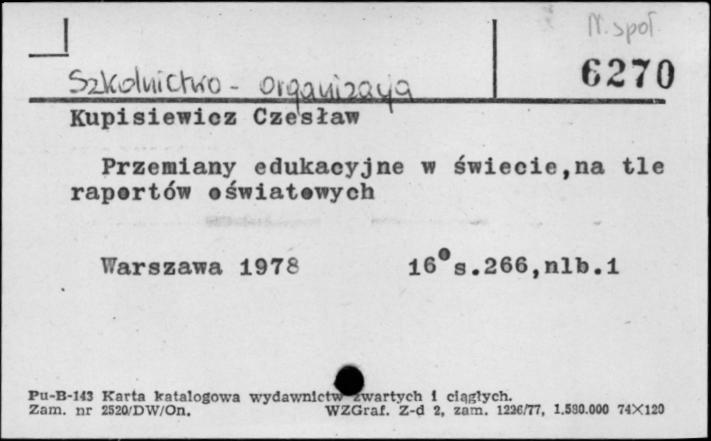 N. społ.
6270
Szkolnictwo - organizacja
Kupisiewicz Czesław
Przemiany edukacyjne w świecie,na tle
raportów oświatowych
Warszawa 1978 16°s.266,nlb.1
Pu-B-143 Karta katalogowa wydawnictw zwartych i ciągłych.
Zam. nr 2520/DW/On. WZGraf. Z-d 2, zam. 1226/77, 1.580.000 74×120